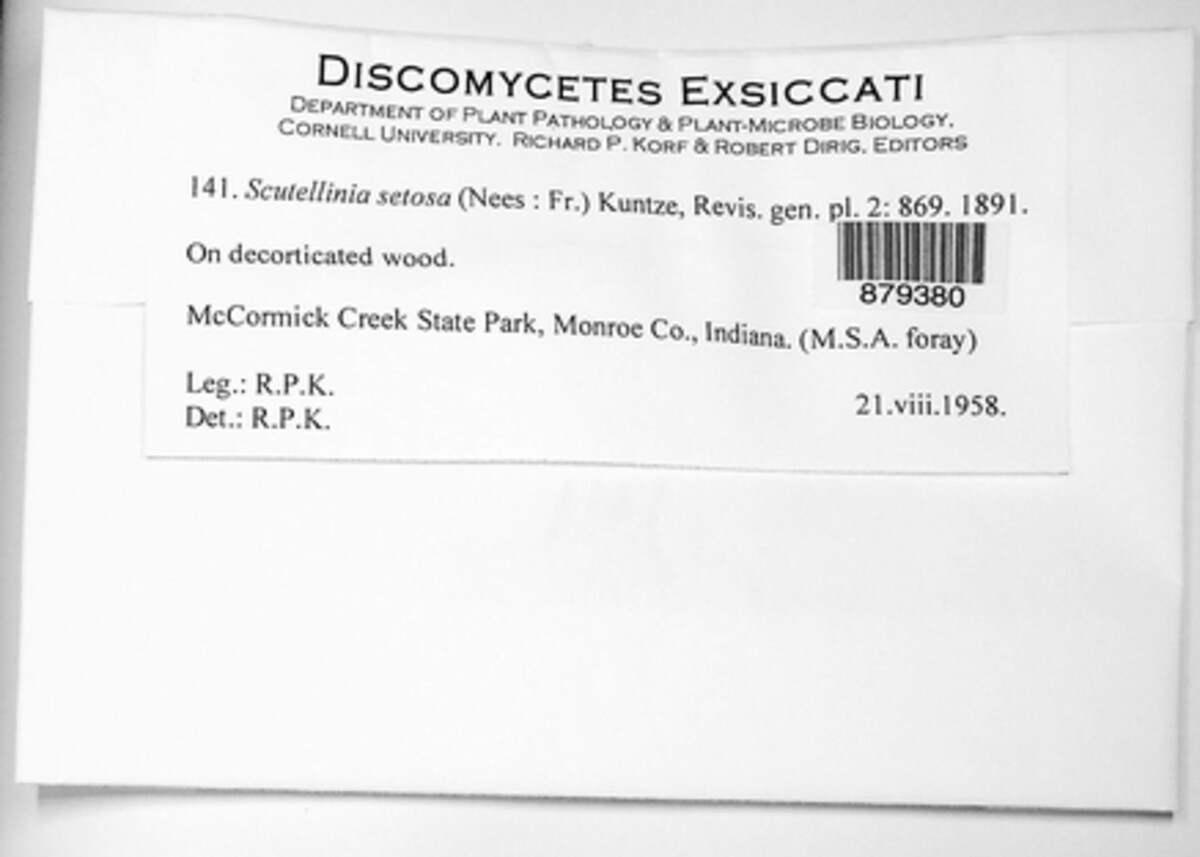 DISCOMYCETES EXSICCATI
DEPARTMENT OF PLANT PATHOLOGY & PLANT-MICROBE BIOLOGY,
CORNELL UNIVERSITY. RICHARD P. KORF & ROBERT DIRIG, EDITORS
141. Scutellinia setosa (Nees : Fr.) Kuntze, Revis. gen. pl. 2: 869. 1891.
On decorticated wood.
879380
McCormick Creek State Park, Monroe Co., Indiana. (M.S.A. foray)
Leg.: R.P.K.
Det.: R.P.K.
21.viii.1958.